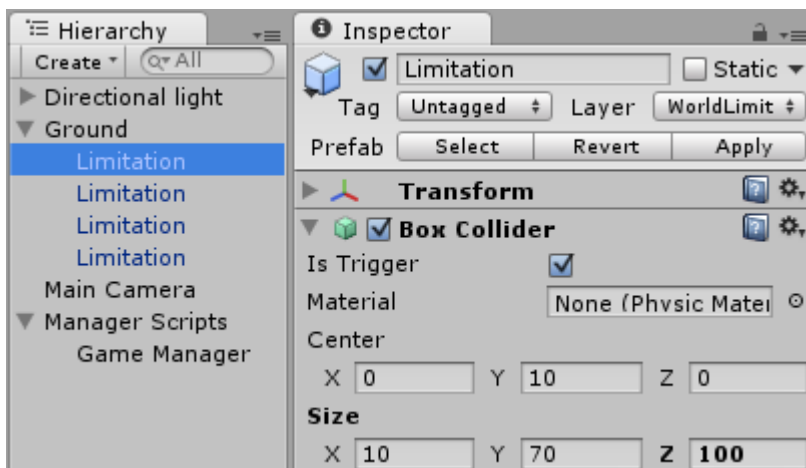 Hierarchy
Create All
Directional light
Ground
Limitation
Limitation
Limitation
Limitation
Main Camera
Manager Scripts
Game Manager
Inspector
Limitation Static
Tag Untagged Layer WorldLimit
Prefab Select Revert Apply
Transform
Box Collider
Is Trigger
Material None (Physic Mater
Center
X 0 Y 10 Z 0
Size
X 10 Y 70 Z 100